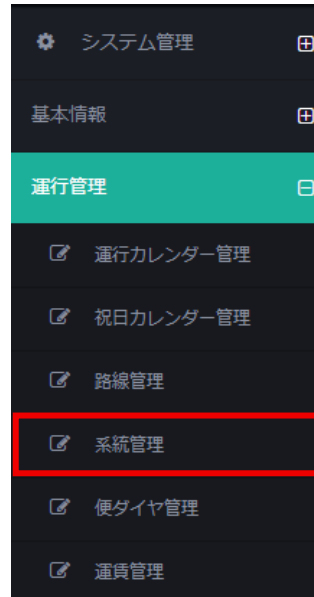 システム管理
基本情報
運行管理
運行カレンダー管理
祝日カレンダー管理
路線管理
系統管理
便ダイヤ管理
運賃管理